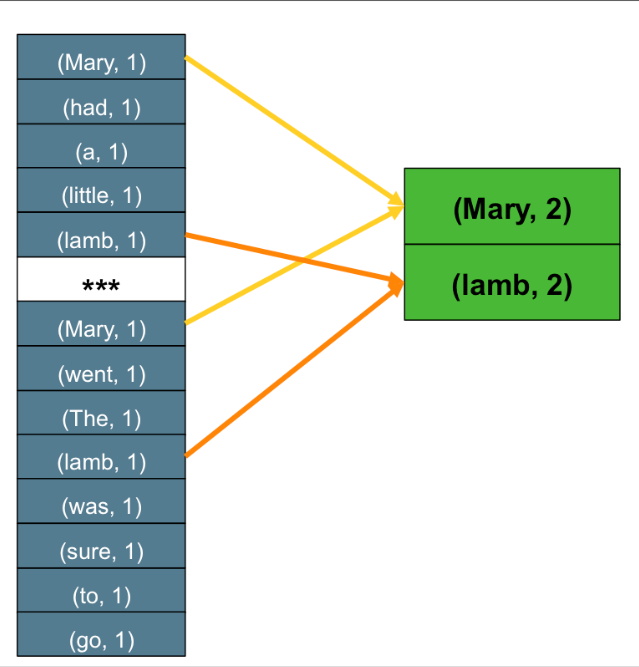 (Mary, 1)
(had, 1)
(a, 1)
(little, 1)
(lamb, 1)
***
(Mary, 1)
(went, 1)
(The, 1)
(lamb, 1)
(was, 1)
(sure, 1)
(to, 1)
(go, 1)
(Mary, 2)
(lamb, 2)